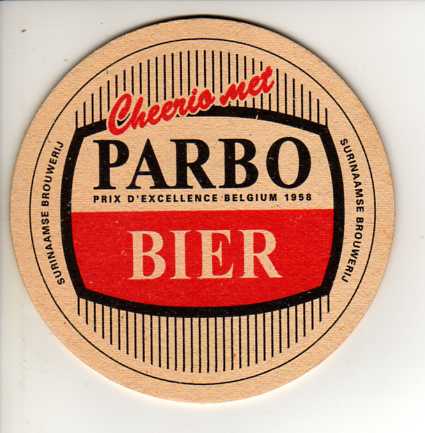 Cheerio met
PARBO
PRIX D'EXCELLENCE BELGIUM 1958
BIER
SURINAAMSE BROUWERIJ
SURINAAMSE BROUWERIJ